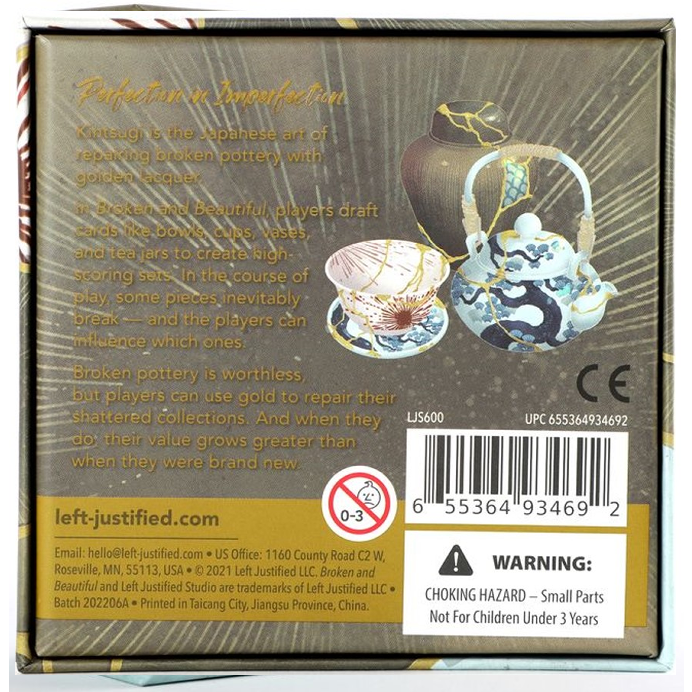 Perfection in Imperfection
Kintsugi is the Japanese art of
repairing broken pottery with
golden lacquer.
In Broken and Beautiful, players draft
cards like bowls, cups, vases,
and tea jars to create high-
scoring sets. In the course of
play, some pieces inevitably
break — and the players can
influence which ones.
Broken pottery is worthless,
but players can use gold to repair their
shattered collections. And when they
do, their value grows greater than
when they were brand new.
CE
LJS600
UPC 655364934692
6 55364 93469 2
0-3
left-justified.com
Email: hello@left-justified.com • US Office: 1160 County Road C2 W,
Roseville, MN, 55113, USA • © 2021 Left Justified LLC. Broken and
Beautiful and Left Justified Studio are trademarks of Left Justified LLC •
Batch 202206A • Printed in Taicang City, Jiangsu Province, China.
WARNING:
CHOKING HAZARD – Small Parts
Not For Children Under 3 Years